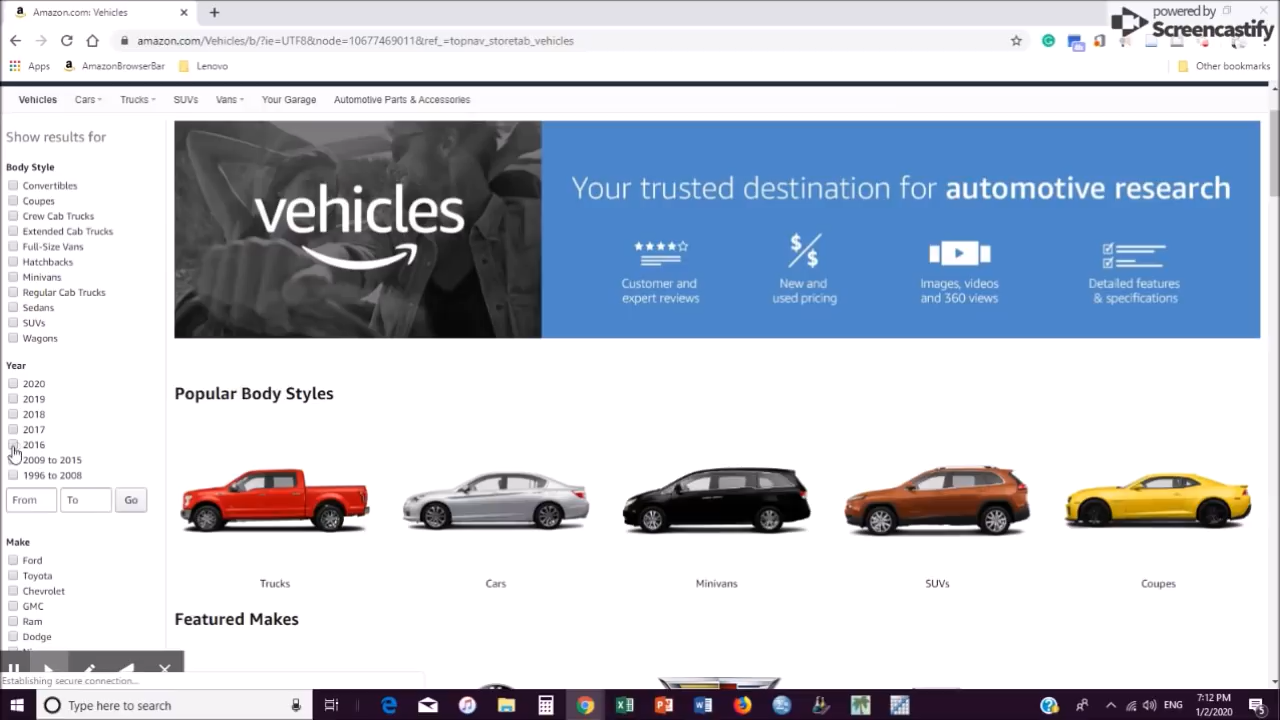 Amazon.com: Vehicles
powered by
Screencastify
amazon.com/Vehicles/b/?ie=UTF8&node=10677469011&ref_=topnav_storetab_vehicles
Apps
AmazonBrowserBar
Lenovo
Other bookmarks
Vehicles
Cars
Trucks
SUVs
Vans
Your Garage
Automotive Parts & Accessories
Show results for
Body Style
Convertibles
Coupes
Crew Cab Trucks
Extended Cab Trucks
Full-Size Vans
Hatchbacks
Minivans
Regular Cab Trucks
Sedans
SUVs
Wagons
Year
2020
2019
2018
2017
2016
2009 to 2015
1996 to 2008
From
To
Go
Make
Ford
Toyota
Chevrolet
GMC
Ram
Dodge
vehicles
Your trusted destination for automotive research
Customer and
expert reviews
$/$
New and
used pricing
Images, videos
and 360 views
Detailed features
& specifications
Popular Body Styles
Trucks
Cars
Minivans
SUVs
Coupes
Featured Makes
Establishing secure connection...
Type here to search
ENG
7:12 PM
1/2/2020
5